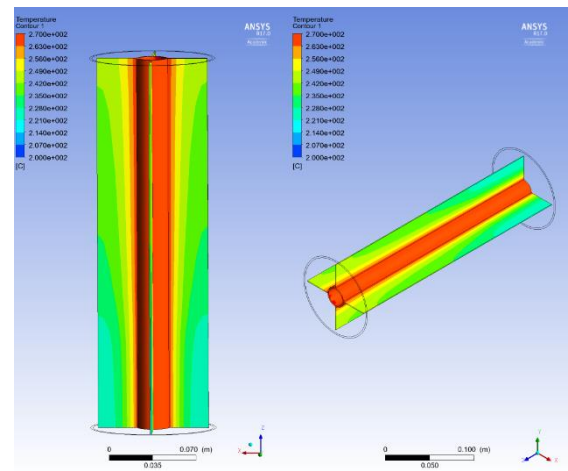 Temperature
Contour 1
2.700e+002
2.630e+002
2.560e+002
2.490e+002
2.420e+002
2.350e+002
2.280e+002
2.210e+002
2.140e+002
2.070e+002
2.000e+002
[C]
ANSYS
R17.0
Academic
0
0.070 (m)
0.035
Y
Z
Temperature
Contour 1
2.700e+002
2.630e+002
2.560e+002
2.490e+002
2.420e+002
2.350e+002
2.280e+002
2.210e+002
2.140e+002
2.070e+002
2.000e+002
[C]
ANSYS
R17.0
Academic
0
0.100 (m)
0.050
Y
X
Z